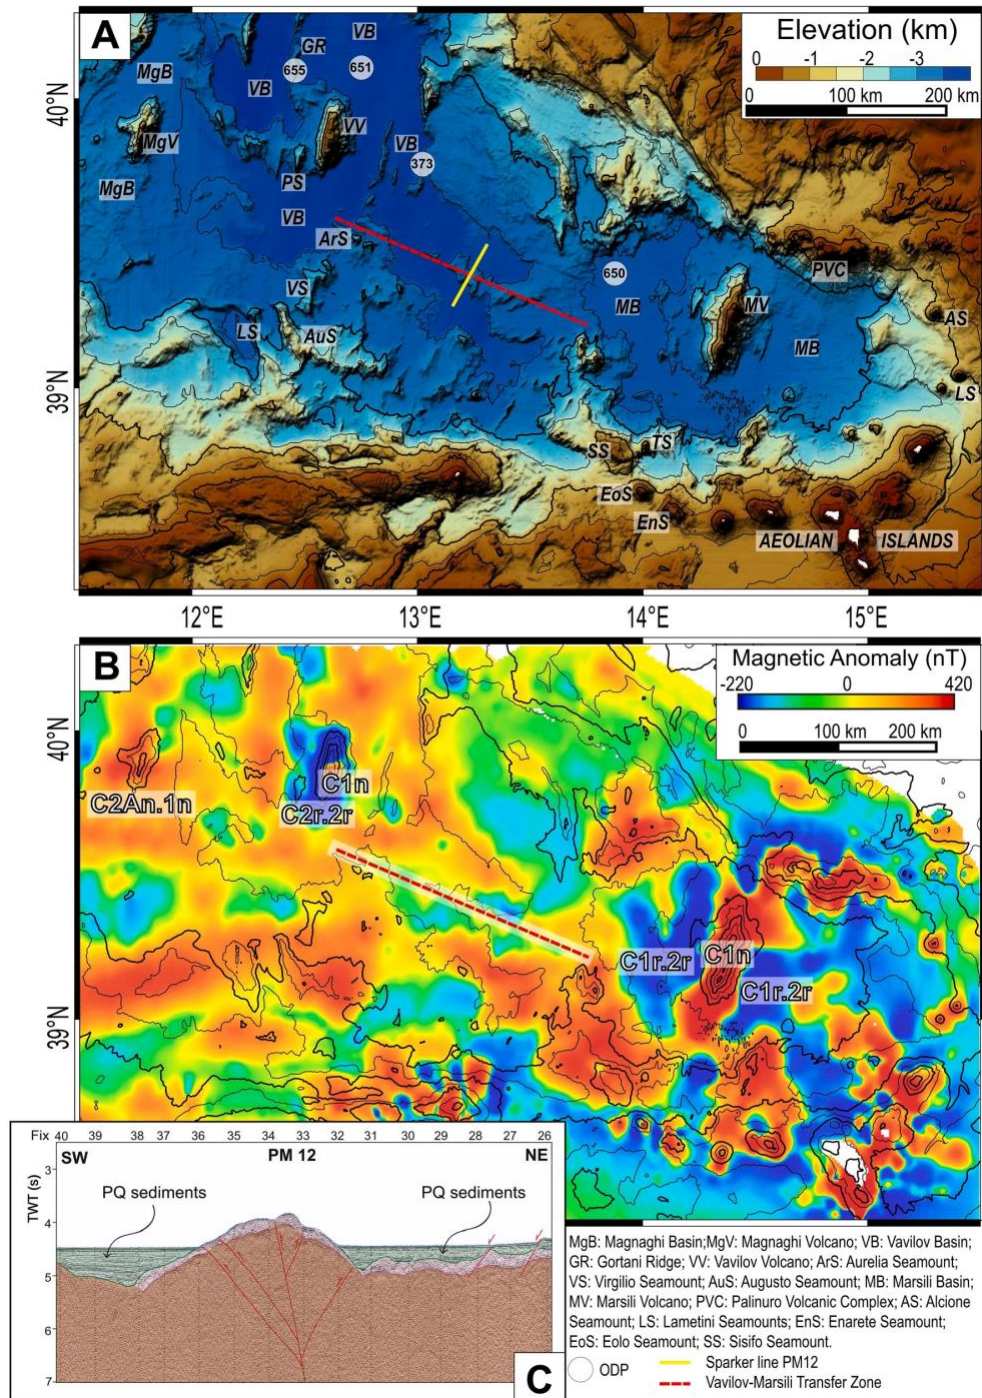 A
Elevation (km)
0 -1 -2 -3
0 100 km 200 km
40°N
39°N
MgB
MgV
MgB
GR
VB
655
651
VB
VV
VB
373
PS
VB
ArS
VS
LS
AuS
650
MB
MV
PVC
MB
AS
LS
SS
TS
EoS
EnS
AEOLIAN ISLANDS
12°E 13°E 14°E 15°E
B
Magnetic Anomaly (nT)
-220 0 420
0 100 km 200 km
40°N
39°N
C2An.1n
C1n
C2r.2r
C1r.2r
C1n
C1r.2r
Fix 40 39 38 37 36 35 34 33 32 31 30 29 28 27 26
SW PM 12 NE
PQ sediments PQ sediments
TWT (s)
3
4
5
6
7
C
MgB: Magnaghi Basin;MgV: Magnaghi Volcano; VB: Vavilov Basin;
GR: Gortani Ridge; VV: Vavilov Volcano; ArS: Aurelia Seamount;
VS: Virgilio Seamount; AuS: Augusto Seamount; MB: Marsili Basin;
MV: Marsili Volcano; PVC: Palinuro Volcanic Complex; AS: Alcione
Seamount; LS: Lametini Seamounts; EnS: Enarete Seamount;
EoS: Eolo Seamount; SS: Sisifo Seamount.
ODP
Sparker line PM12
Vavilov-Marsili Transfer Zone